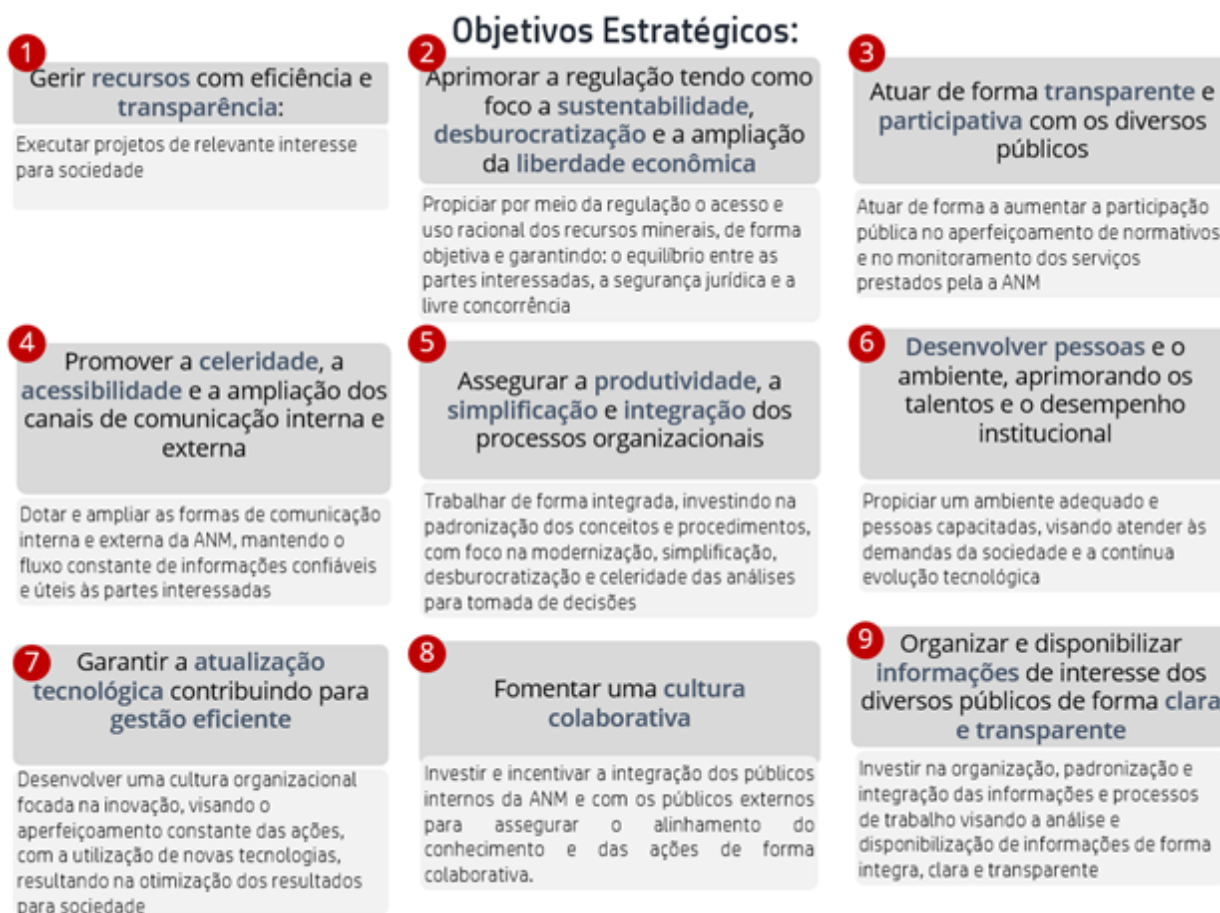 Objetivos Estratégicos:
1
Gerir recursos com eficiência e
transparência:
Executar projetos de relevante interesse
para sociedade
2
Aprimorar a regulação tendo como
foco a sustentabilidade,
desburocratização e a ampliação
da liberdade econômica
Propiciar por meio da regulação o acesso e
uso racional dos recursos minerais, de forma
objetiva e garantindo: o equilíbrio entre as
partes interessadas, a segurança jurídica e a
livre concorrência
3
Atuar de forma transparente e
participativa com os diversos
públicos
Atuar de forma a aumentar a participação
pública no aperfeiçoamento de normativos
e no monitoramento dos serviços
prestados pela a ANM
4
Promover a celeridade, a
acessibilidade e a ampliação dos
canais de comunicação interna e
externa
Dotar e ampliar as formas de comunicação
interna e externa da ANM, mantendo o
fluxo constante de informações confiáveis
e úteis às partes interessadas
5
Assegurar a produtividade, a
simplificação e integração dos
processos organizacionais
Trabalhar de forma integrada, investindo na
padronização dos conceitos e procedimentos,
com foco na modernização, simplificação,
desburocratização e celeridade das análises
para tomada de decisões
6
Desenvolver pessoas e o
ambiente, aprimorando os
talentos e o desempenho
institucional
Propiciar um ambiente adequado e
pessoas capacitadas, visando atender às
demandas da sociedade e a contínua
evolução tecnológica
7
Garantir a atualização
tecnológica contribuindo para
gestão eficiente
Desenvolver uma cultura organizacional
focada na inovação, visando o
aperfeiçoamento constante das ações,
com a utilização de novas tecnologias,
resultando na otimização dos resultados
para sociedade
8
Fomentar uma cultura
colaborativa
Investir e incentivar a integração dos públicos
internos da ANM e com os públicos externos
para assegurar o alinhamento do
conhecimento e das ações de forma
colaborativa.
9
Organizar e disponibilizar
informações de interesse dos
diversos públicos de forma clara
e transparente
Investir na organização, padronização e
integração das informações e processos
de trabalho visando a análise e
disponibilização de informações de forma
integra, clara e transparente